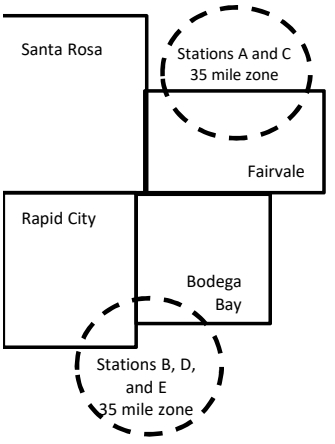 Santa Rosa
Stations A and C
35 mile zone
Fairvale
Rapid City
Bodega
Bay
Stations B, D,
and E
35 mile zone